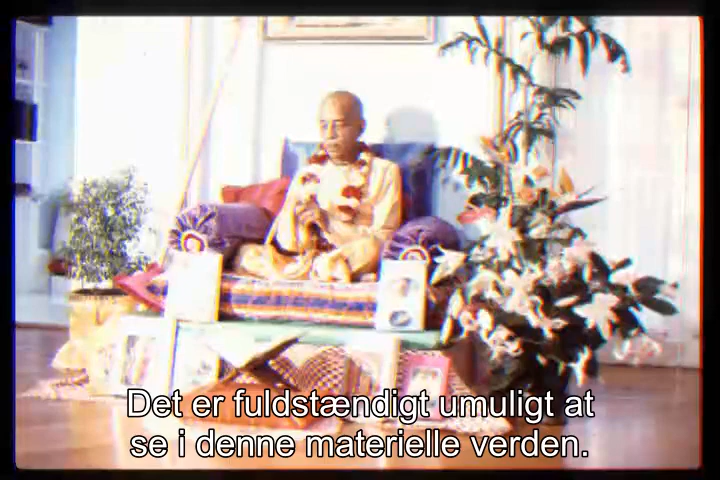 Det er fuldstændigt umuligt at
se i denne materielle verden.